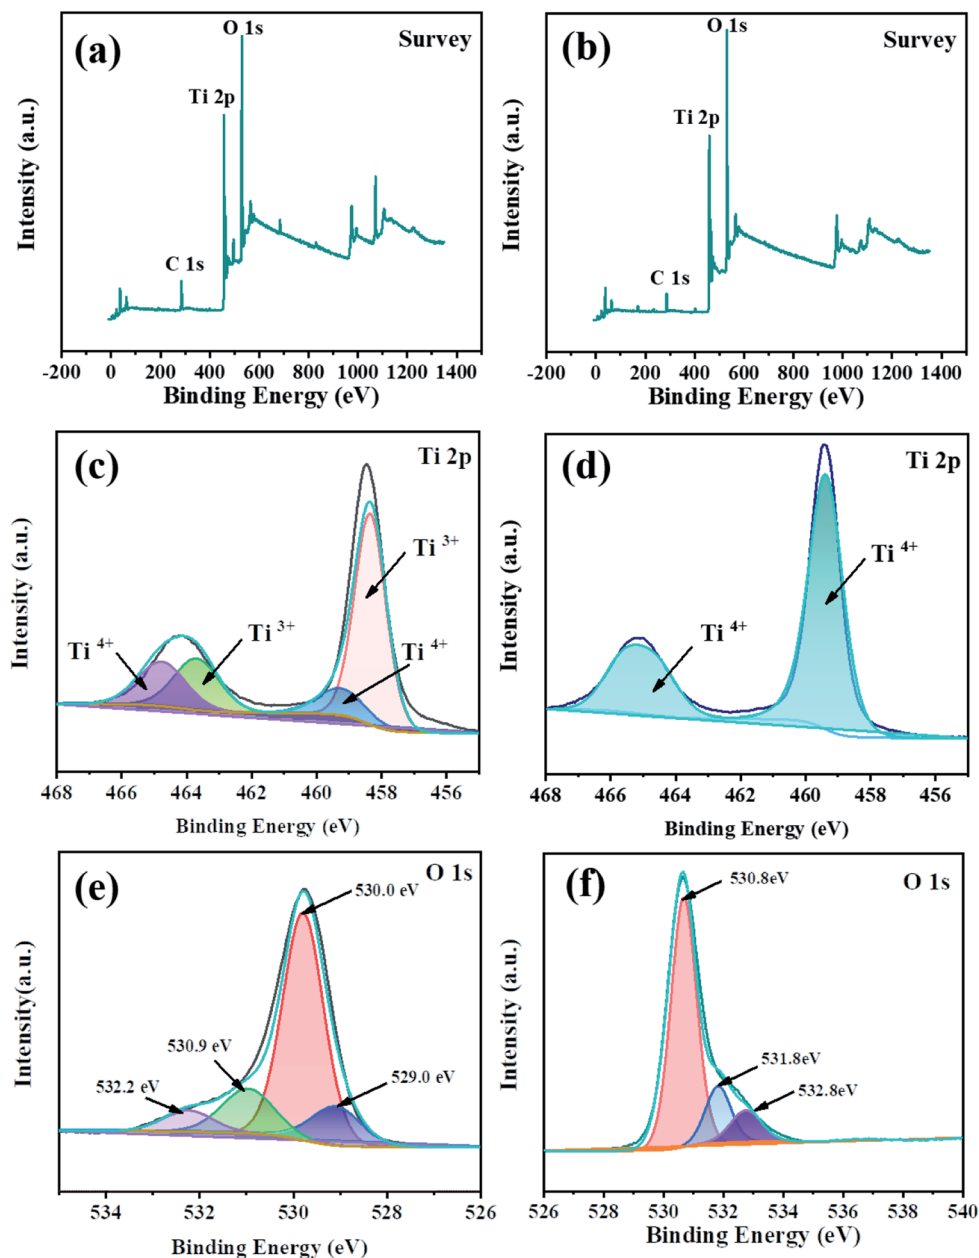 (a)
Survey
O 1s
Ti 2p
C 1s
Intensity (a.u.)
-200 0 200 400 600 800 1000 1200 1400
Binding Energy (eV)
(b)
Survey
O 1s
Ti 2p
C 1s
Intensity (a.u.)
-200 0 200 400 600 800 1000 1200 1400
Binding Energy (eV)
(c)
Ti 2p
Ti 3+
Ti 4+
Ti 3+
Ti 4+
Intensity (a.u.)
468 466 464 462 460 458 456
Binding Energy (eV)
(d)
Ti 2p
Ti 4+
Ti 4+
Intensity (a.u.)
468 466 464 462 460 458 456
Binding Energy (eV)
(e)
O 1s
530.0 eV
530.9 eV
532.2 eV
529.0 eV
Intensity(a.u.)
534 532 530 528 526
Binding Energy (eV)
(f)
O 1s
530.8eV
531.8eV
532.8eV
Intensity (a.u.)
526 528 530 532 534 536 538 540
Binding Energy (eV)